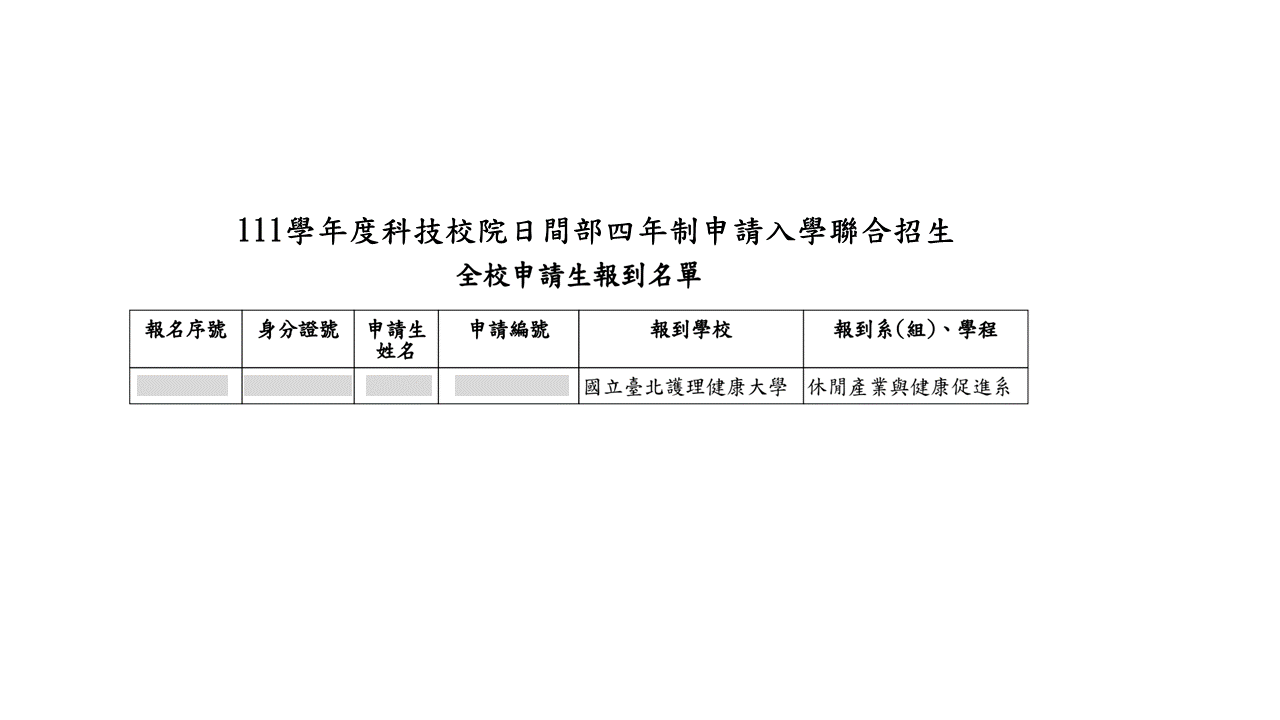 111學年度科技校院日間部四年制申請入學聯合招生
全校申請生報到名單
報名序號 身分證號 申請生姓名 申請編號 報到學校 報到系(組)、學程
國立臺北護理健康大學 休閒產業與健康促進系